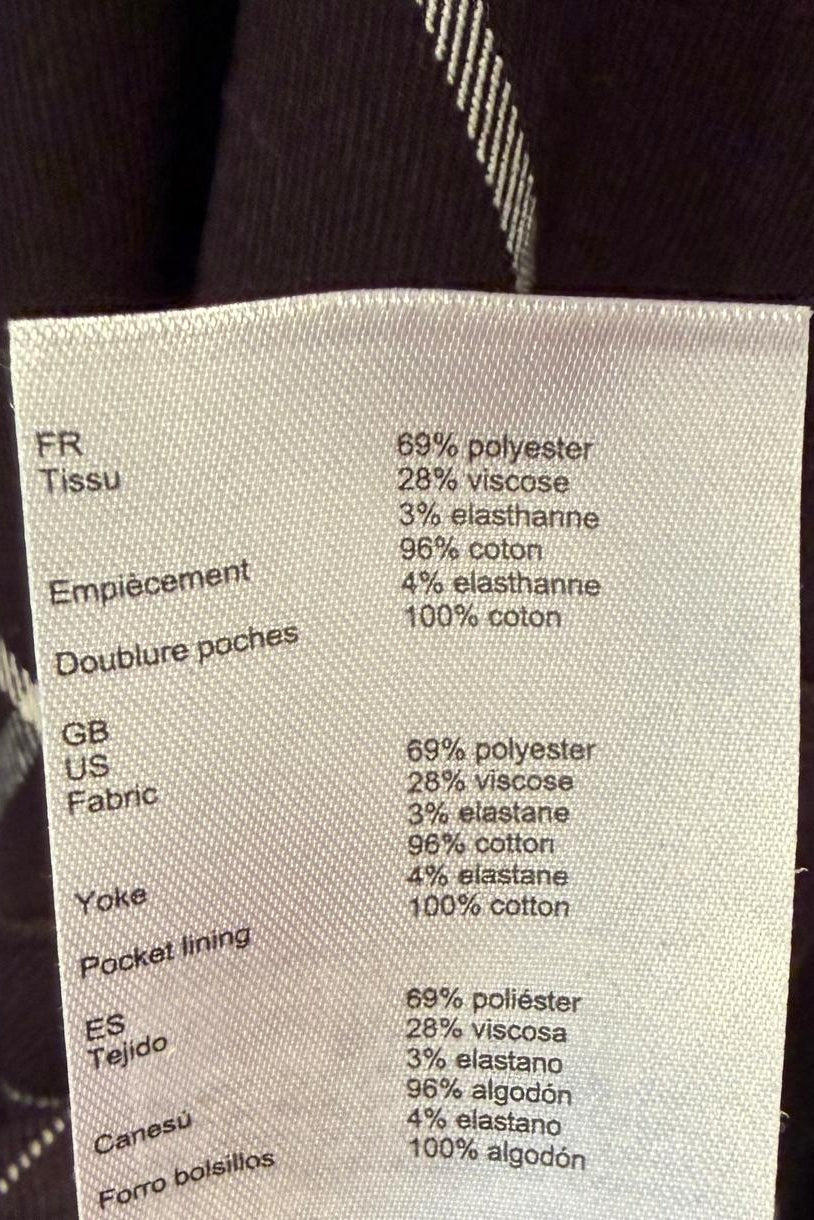 FR
Tissu 69% polyester
28% viscose
3% elasthanne
Empiècement 96% coton
4% elasthanne
Doublure poches 100% coton
GB
US
Fabric 69% polyester
28% viscose
3% elastane
Yoke 96% cotton
4% elastane
Pocket lining 100% cotton
ES
Tejido 69% poliéster
28% viscosa
3% elastano
Canesú 96% algodón
4% elastano
Forro bolsillos 100% algodón